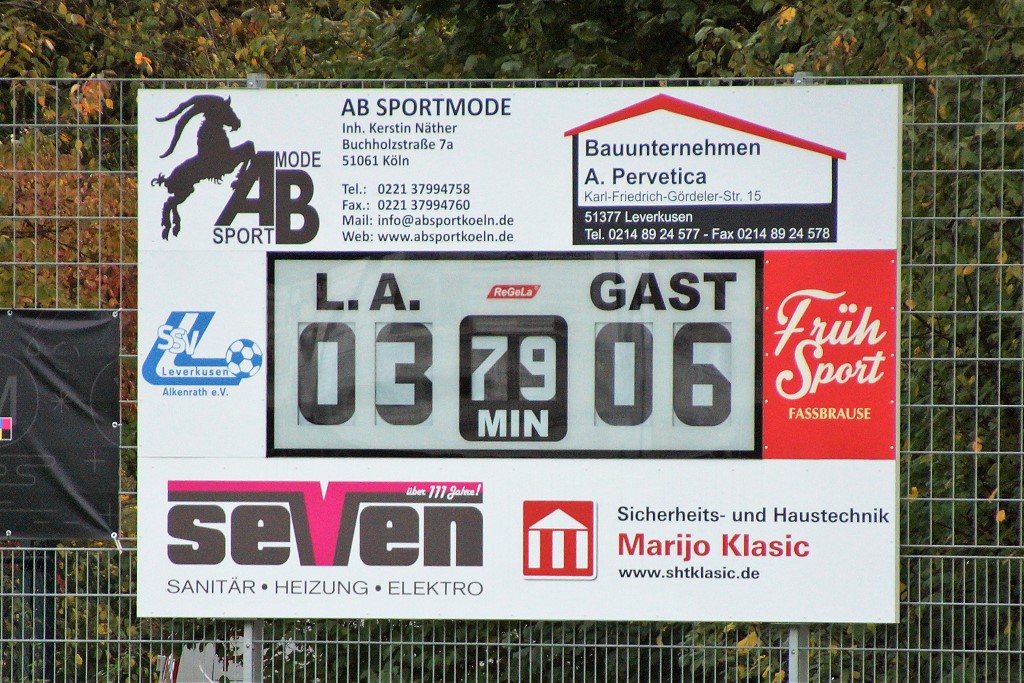 AB MODE
SPORT
AB SPORTMODE
Inh. Kerstin Näther
Buchholzstraße 7a
51061 Köln
Tel.: 0221 37994758
Fax.: 0221 37994760
Mail: info@absportkoeln.de
Web: www.absportkoeln.de
Bauunternehmen
A. Pervetica
Karl-Friedrich-Gördeler-Str. 15
51377 Leverkusen
Tel. 0214 89 24 577 - Fax 0214 89 24 578
SSV
Leverkusen
Alkenrath e.V.
L.A. ReGeLa GAST
03 79 06
MIN
Früh
Sport
FASSBRAUSE
über 111 Jahre!
seven
SANITÄR • HEIZUNG • ELEKTRO
Sicherheits- und Haustechnik
Marijo Klasic
www.shtklasic.de